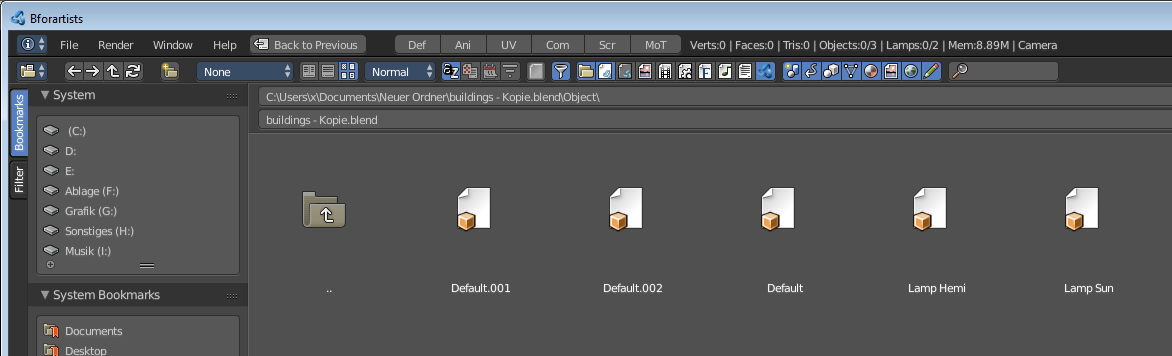 Bforartists
File Render Window Help Back to Previous Def Ani UV Com Scr MoT Verts:0 | Faces:0 | Tris:0 | Objects:0/3 | Lamps:0/2 | Mem:8.89M | Camera
None Normal
Bookmarks
Filter
System
(C:)
D:
E:
Ablage (F:)
Grafik (G:)
Sonstiges (H:)
Musik (I:)
System Bookmarks
Documents
Desktop
C:\Users\x\Documents\Neuer Ordner\buildings - Kopie.blend\Object\
buildings - Kopie.blend
.. Default.001 Default.002 Default Lamp Hemi Lamp Sun